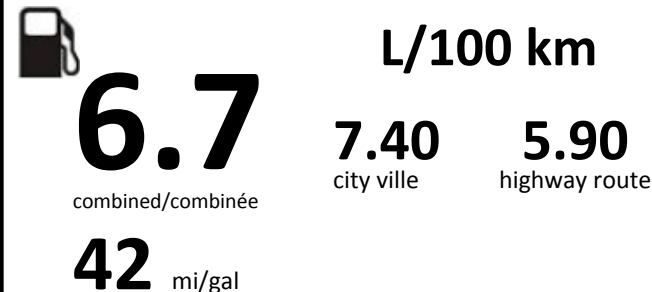 L/100 km
6.7
combined/combinée
7.40
city ville
5.90
highway route
42 mi/gal